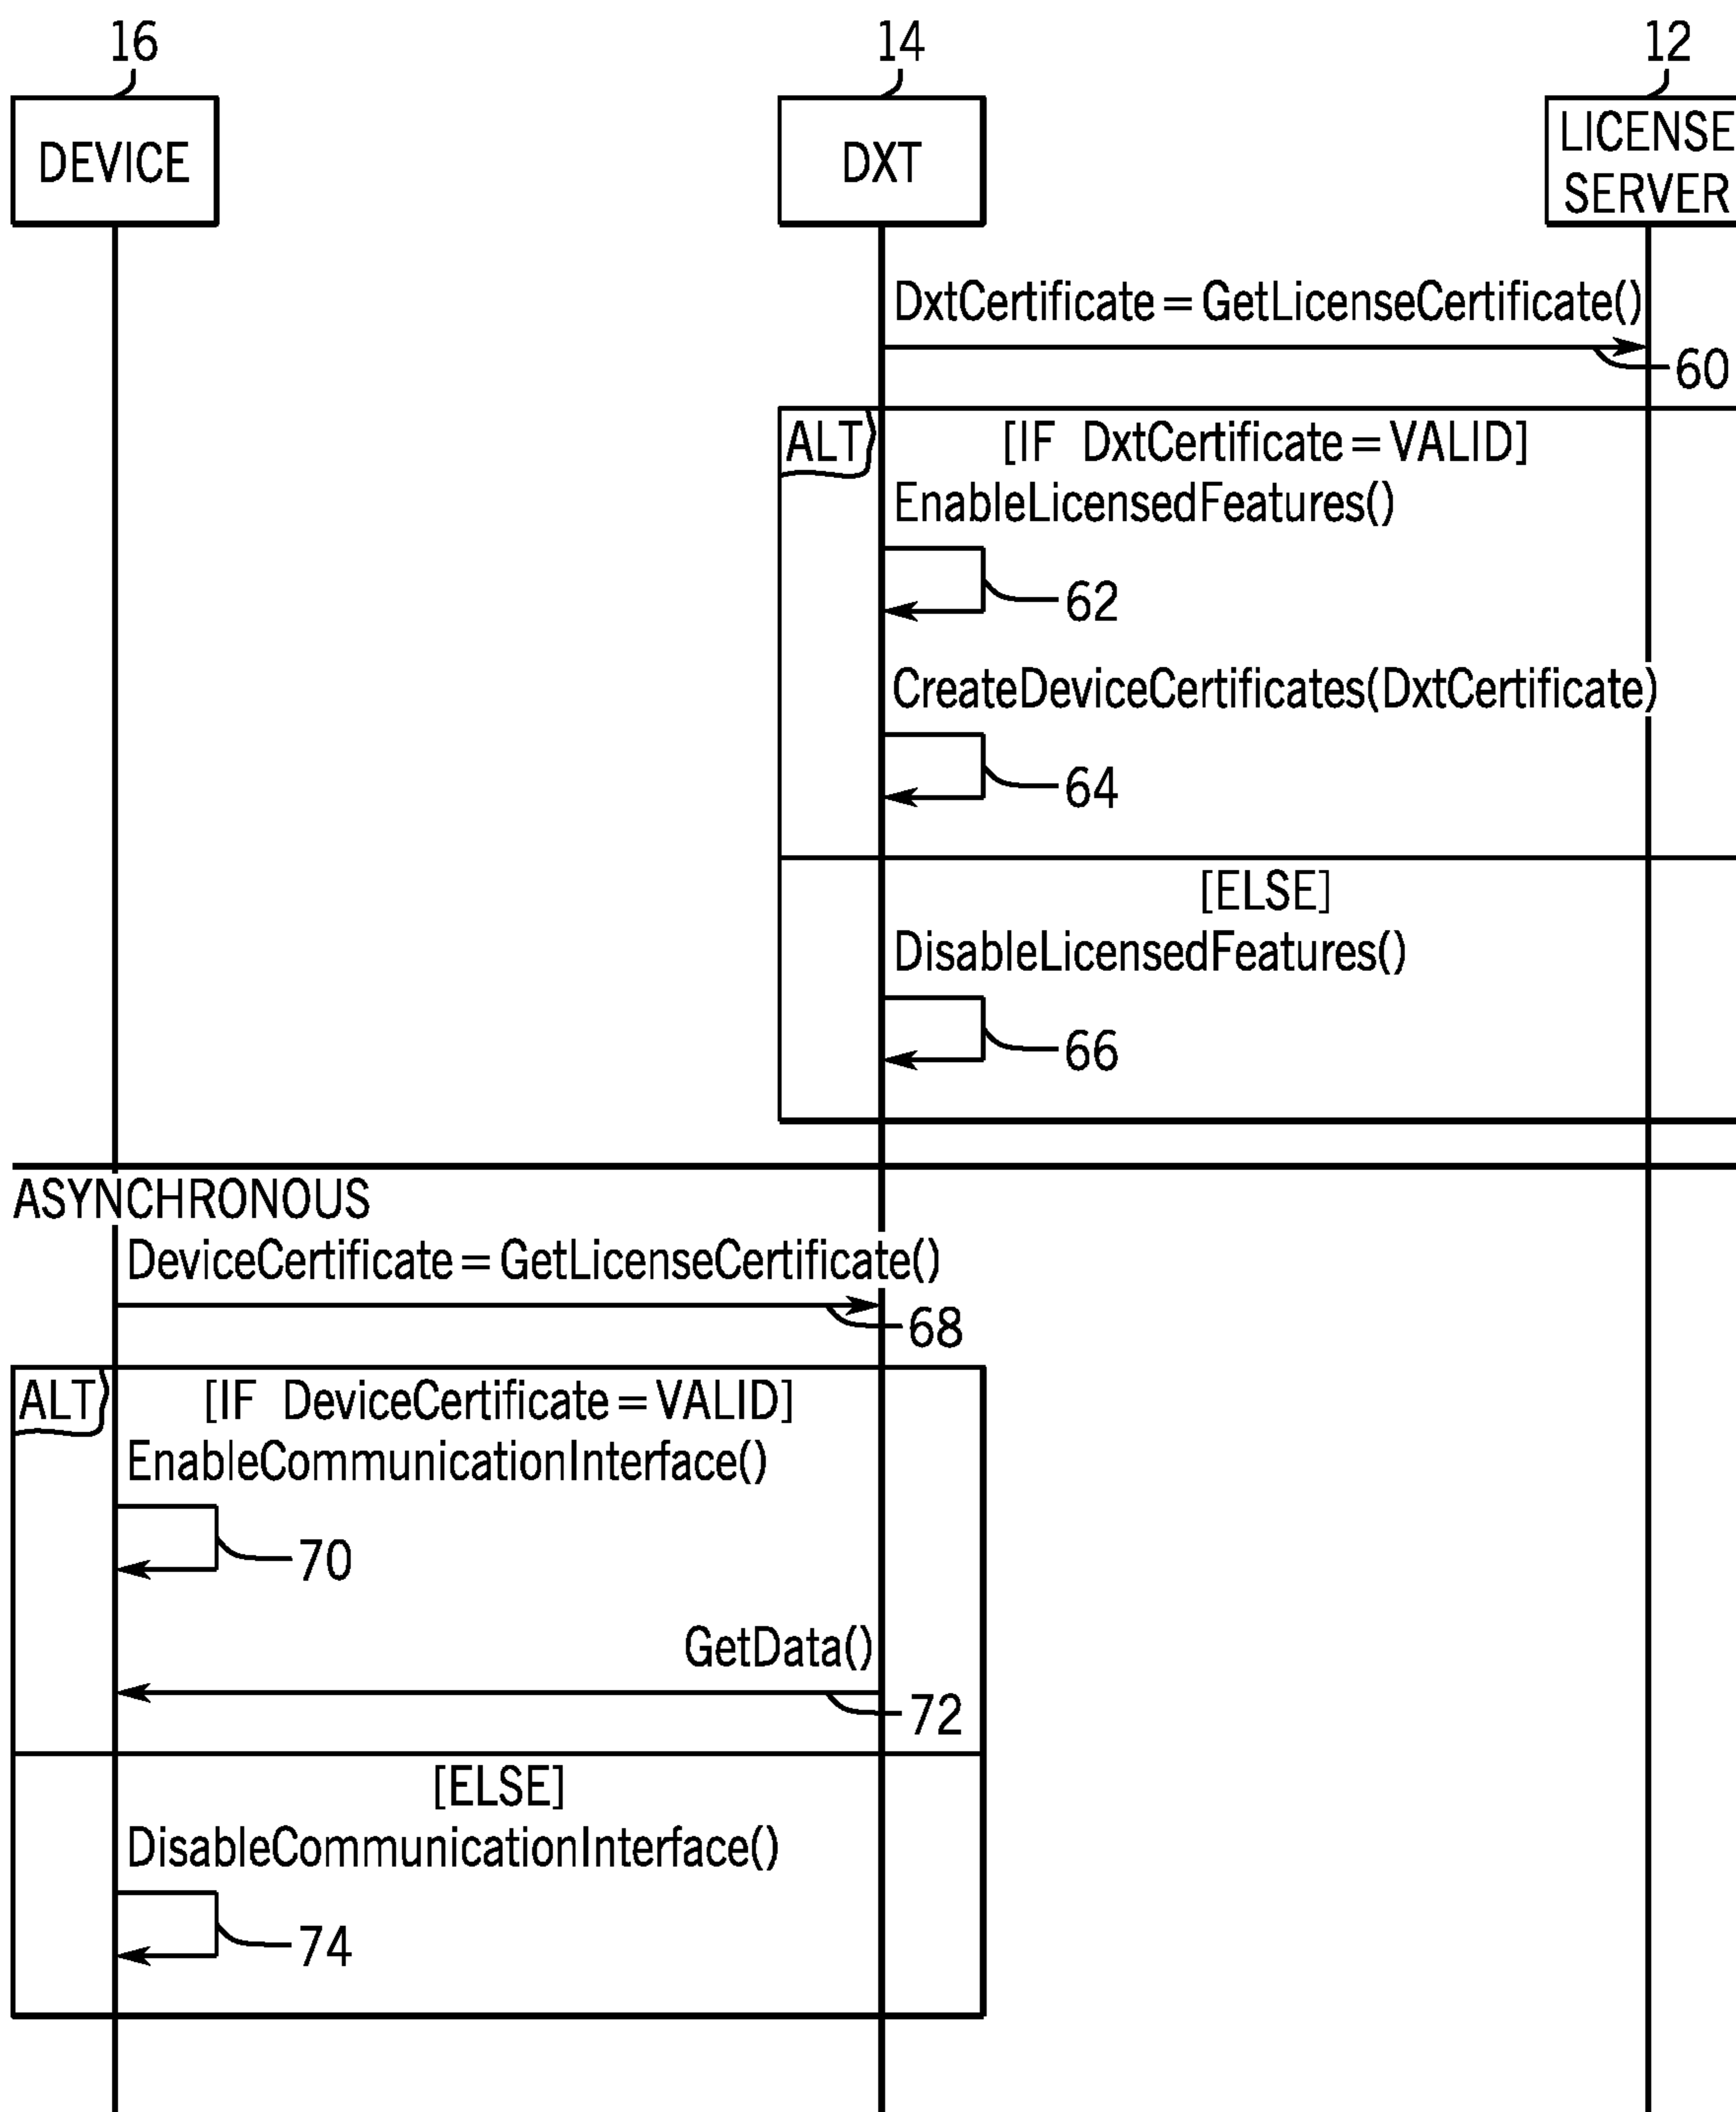 16
14
12
DEVICE
DXT
LICENSE
SERVER
DxtCertificate=GetLicenseCertificate()
60
ALT
[IF DxtCertificate=VALID]
EnableLicensedFeatures()
62
CreateDeviceCertificates(DxtCertificate)
64
[ELSE]
DisableLicensedFeatures()
66
ASYNCHRONOUS
DeviceCertificate=GetLicenseCertificate()
68
ALT
[IF DeviceCertificate=VALID]
EnableCommunicationInterface()
70
GetData()
72
[ELSE]
DisableCommunicationInterface()
74